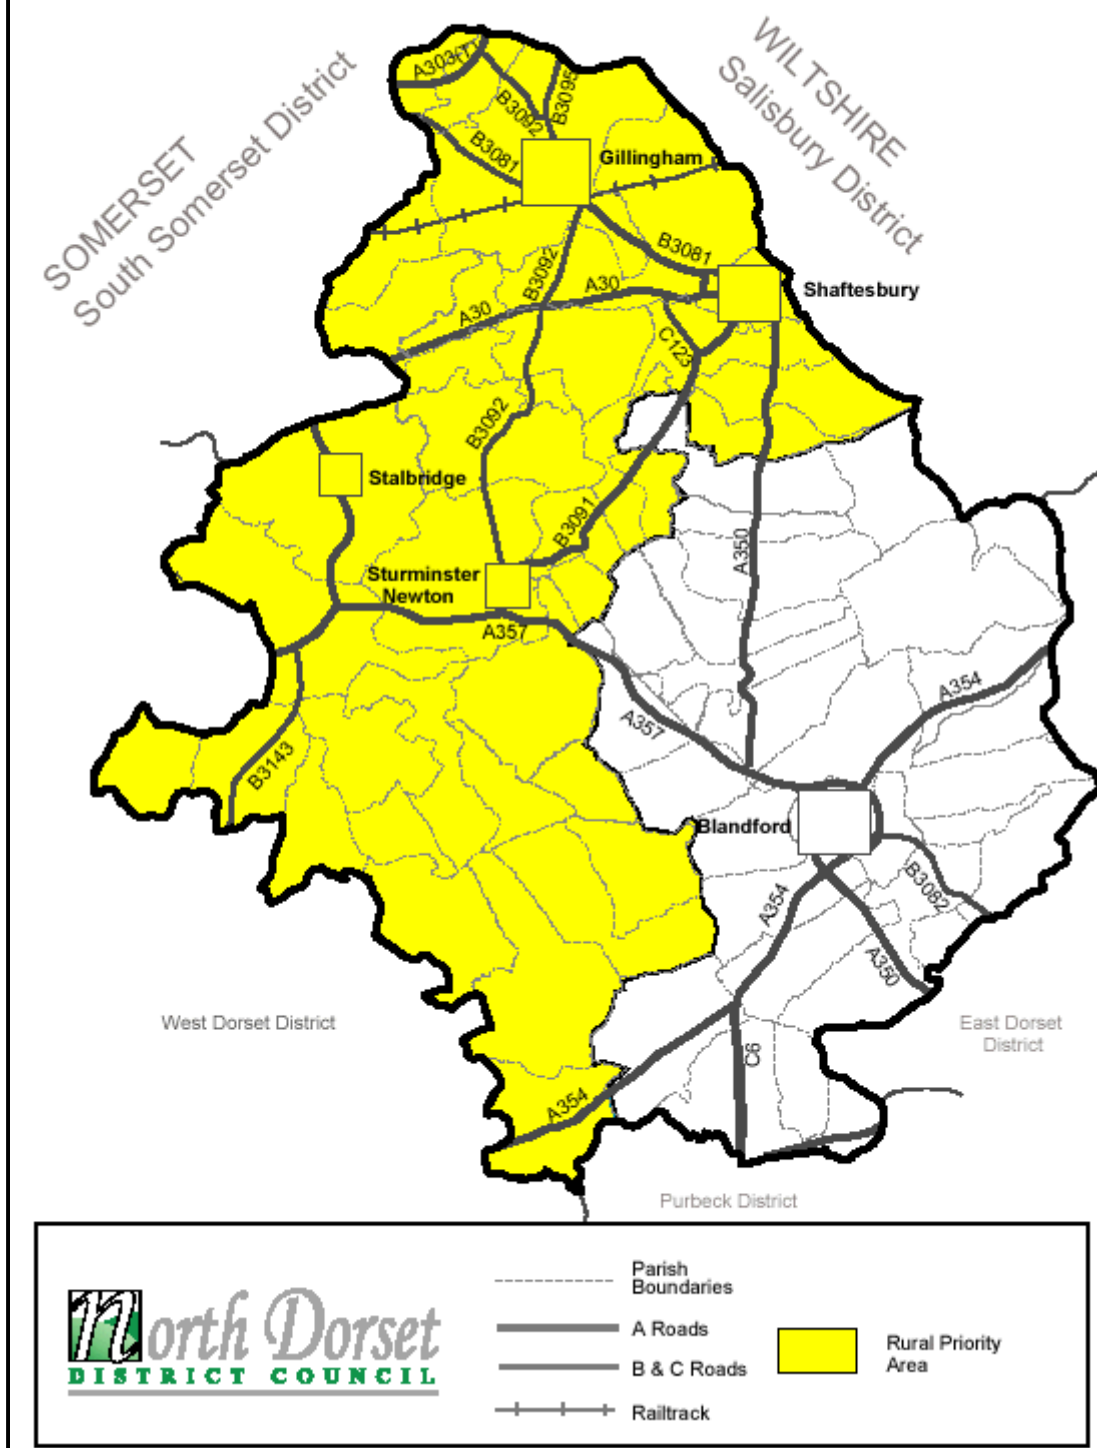 WILTSHIRE
Salisbury District
SOMERSET
South Somerset District
A303(T)
B3092
B3095
B3081
Gillingham
B3081
B3092
A30
A30
Shaftesbury
C123
B3092
Stalbridge
B3091
A350
Sturminster
Newton
A357
A357
A354
B3143
Blandford
B3082
A354
A350
West Dorset District
East Dorset
District
C6
A354
Purbeck District
North Dorset
DISTRICT COUNCIL
Parish
Boundaries
A Roads
B & C Roads
Railtrack
Rural Priority
Area